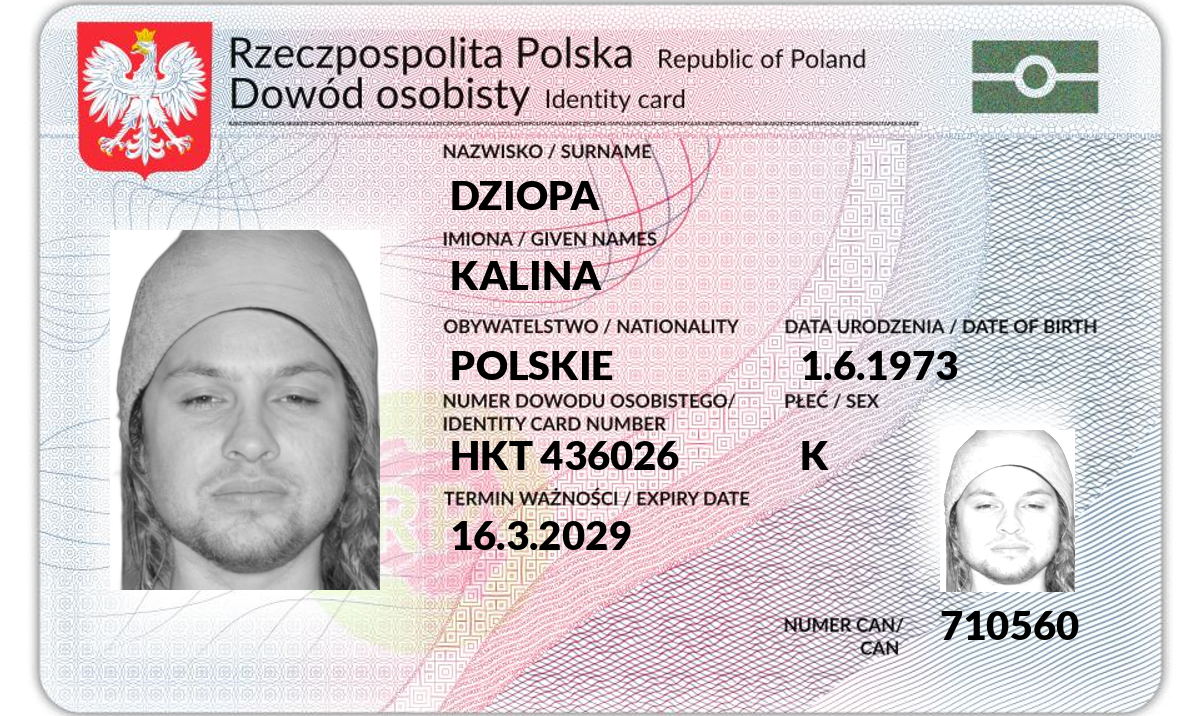 Rzeczpospolita Polska Republic of Poland
Dowód osobisty Identity card
NAZWISKO / SURNAME
DZIOPA
IMIONA / GIVEN NAMES
KALINA
OBYWATELSTWO / NATIONALITY DATA URODZENIA / DATE OF BIRTH
POLSKIE 1.6.1973
NUMER DOWODU OSOBISTEGO/ PŁEĆ / SEX
IDENTITY CARD NUMBER
HKT 436026 K
TERMIN WAŻNOŚCI / EXPIRY DATE
16.3.2029
NUMER CAN/ 710560
CAN